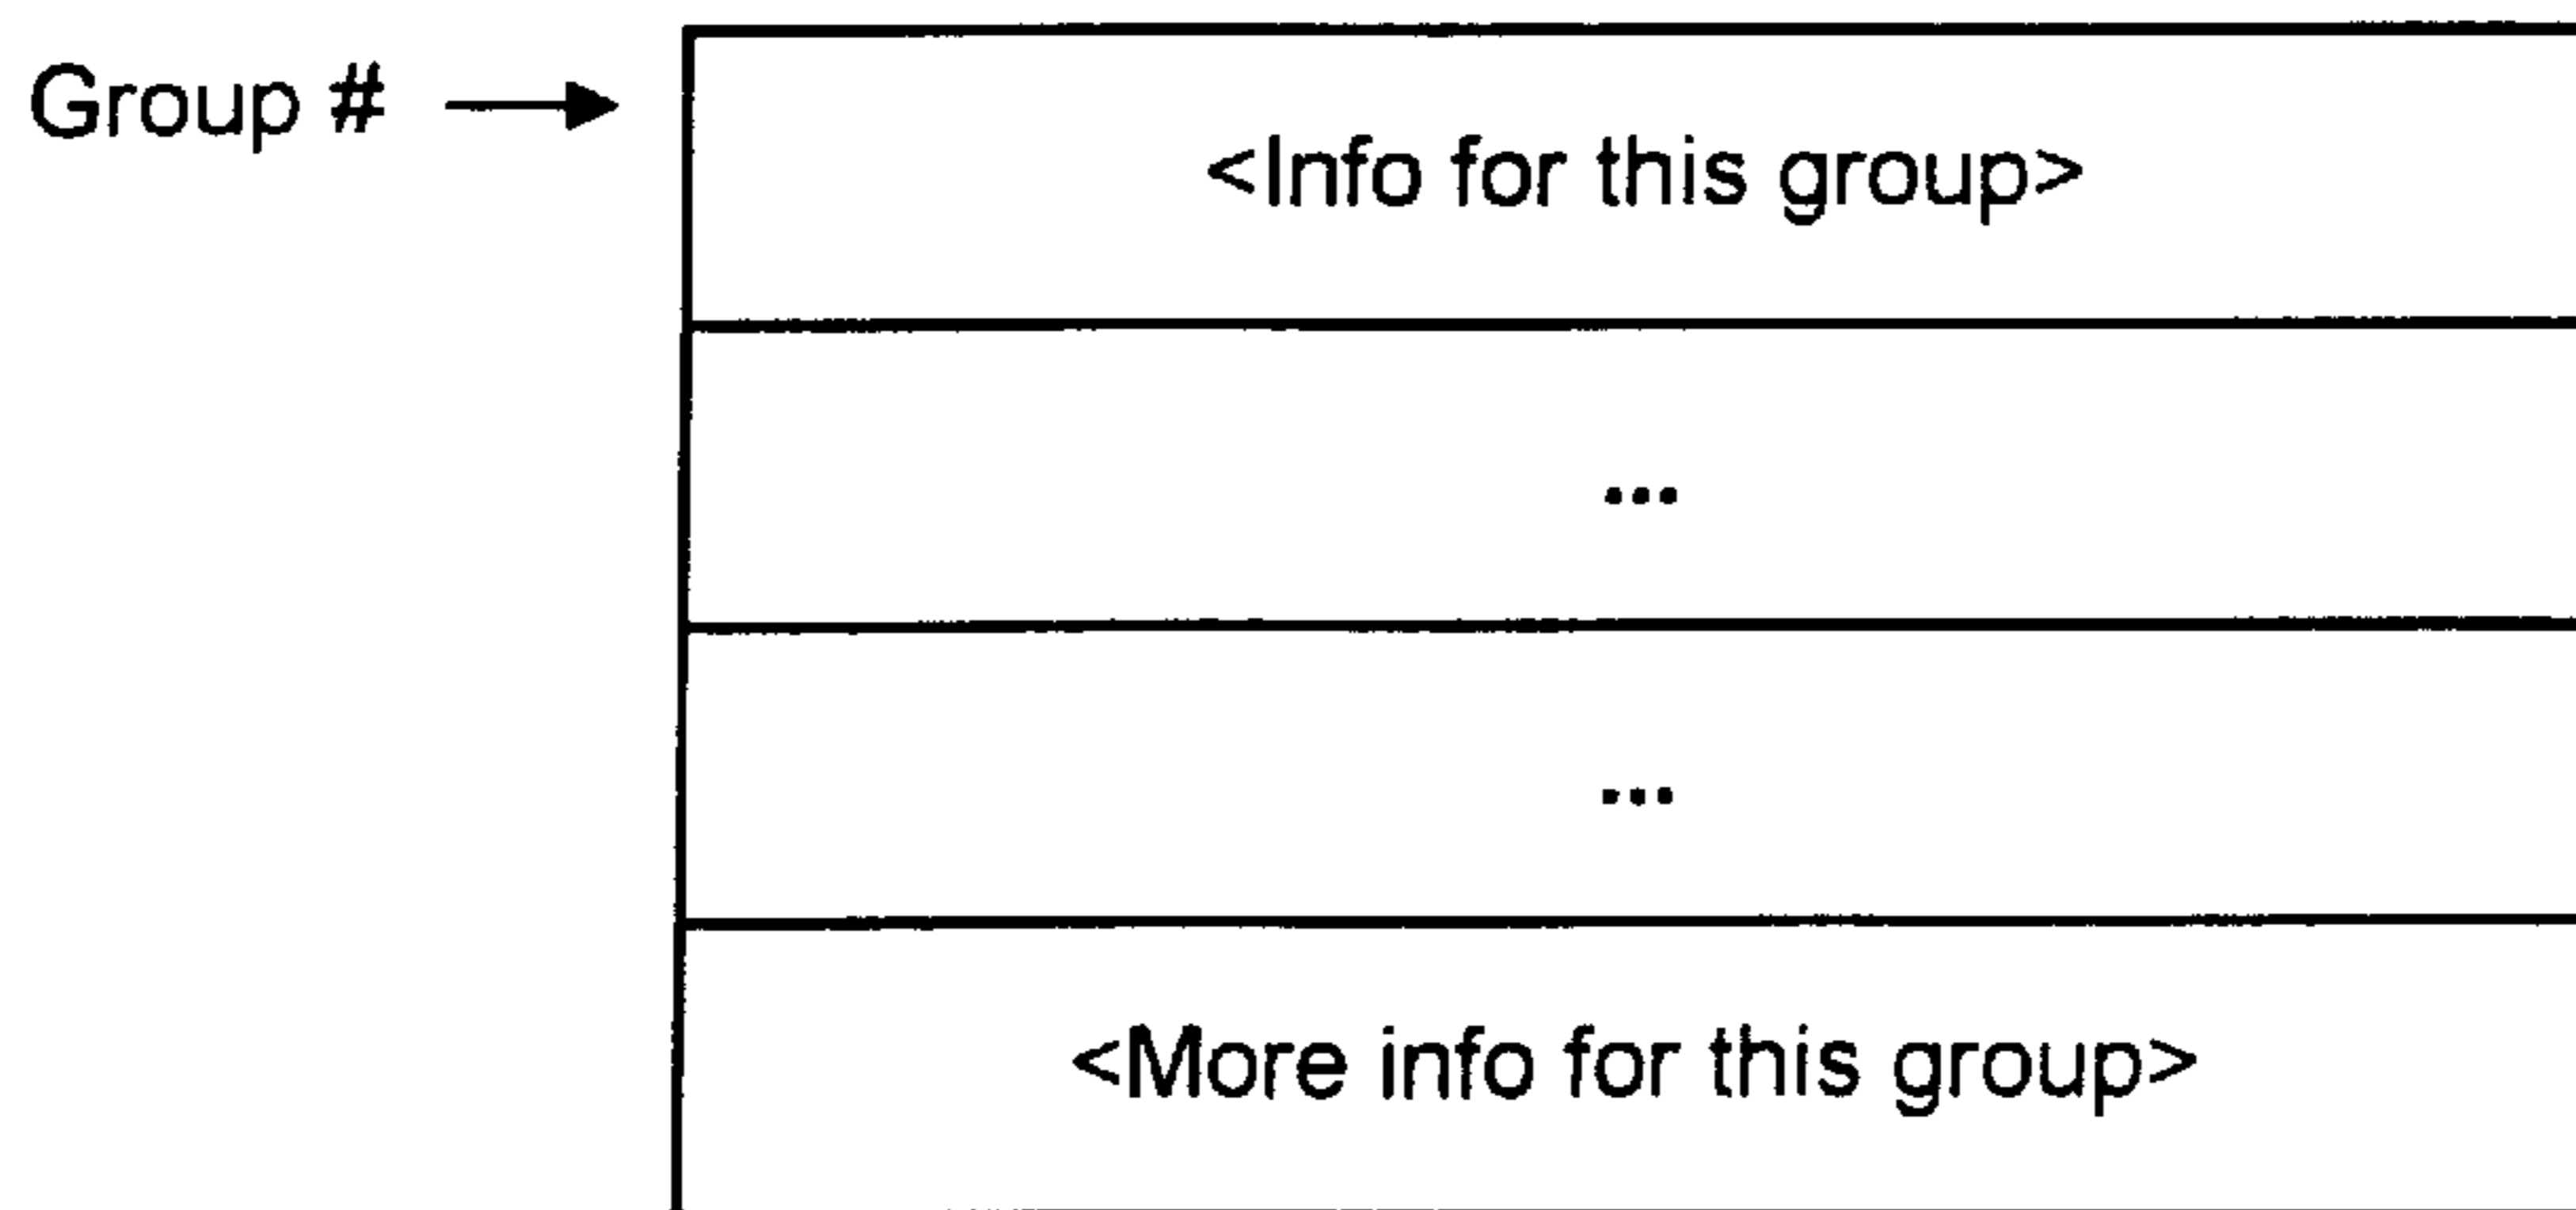 Group #
<Info for this group>
...
...
<More info for this group>